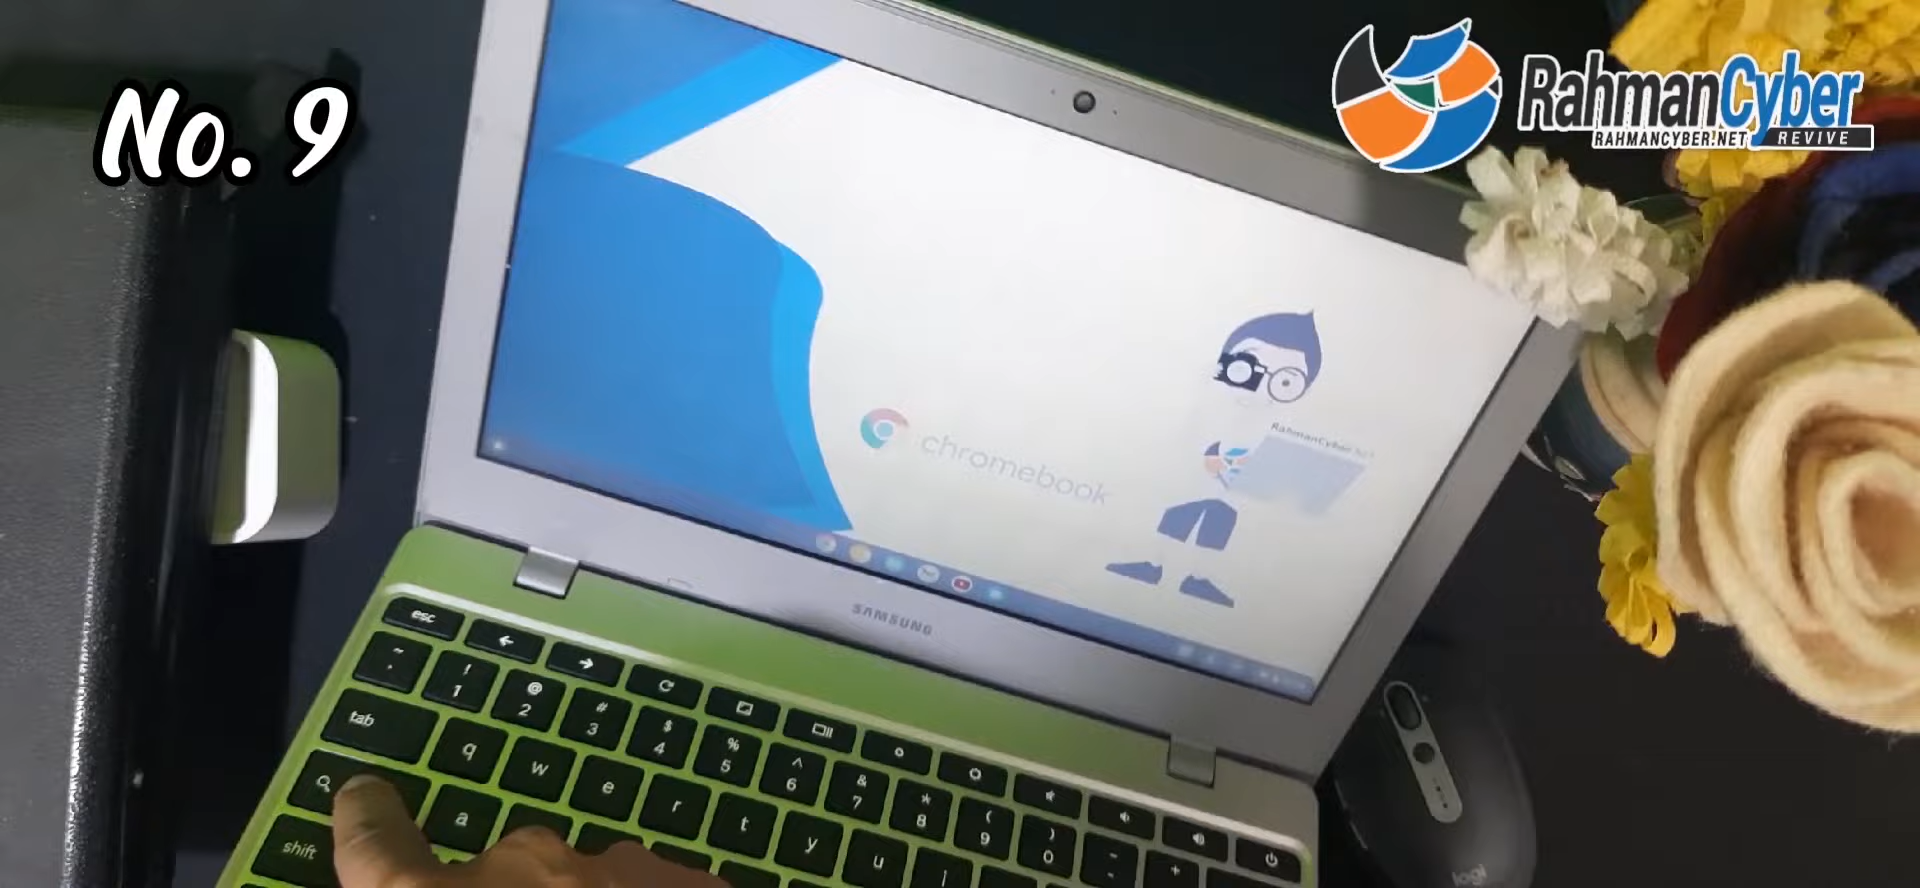 No. 9
RahmanCyber
RAHMANCYBER.NET REVIVE
RahmanCyber
chromebook
SAMSUNG
esc
~
! 1
@ 2
# 3
$ 4
% 5
^ 6
& 7
* 8
( 9
) 0
-
+
tab
q w e r t y u
a
shift
logi